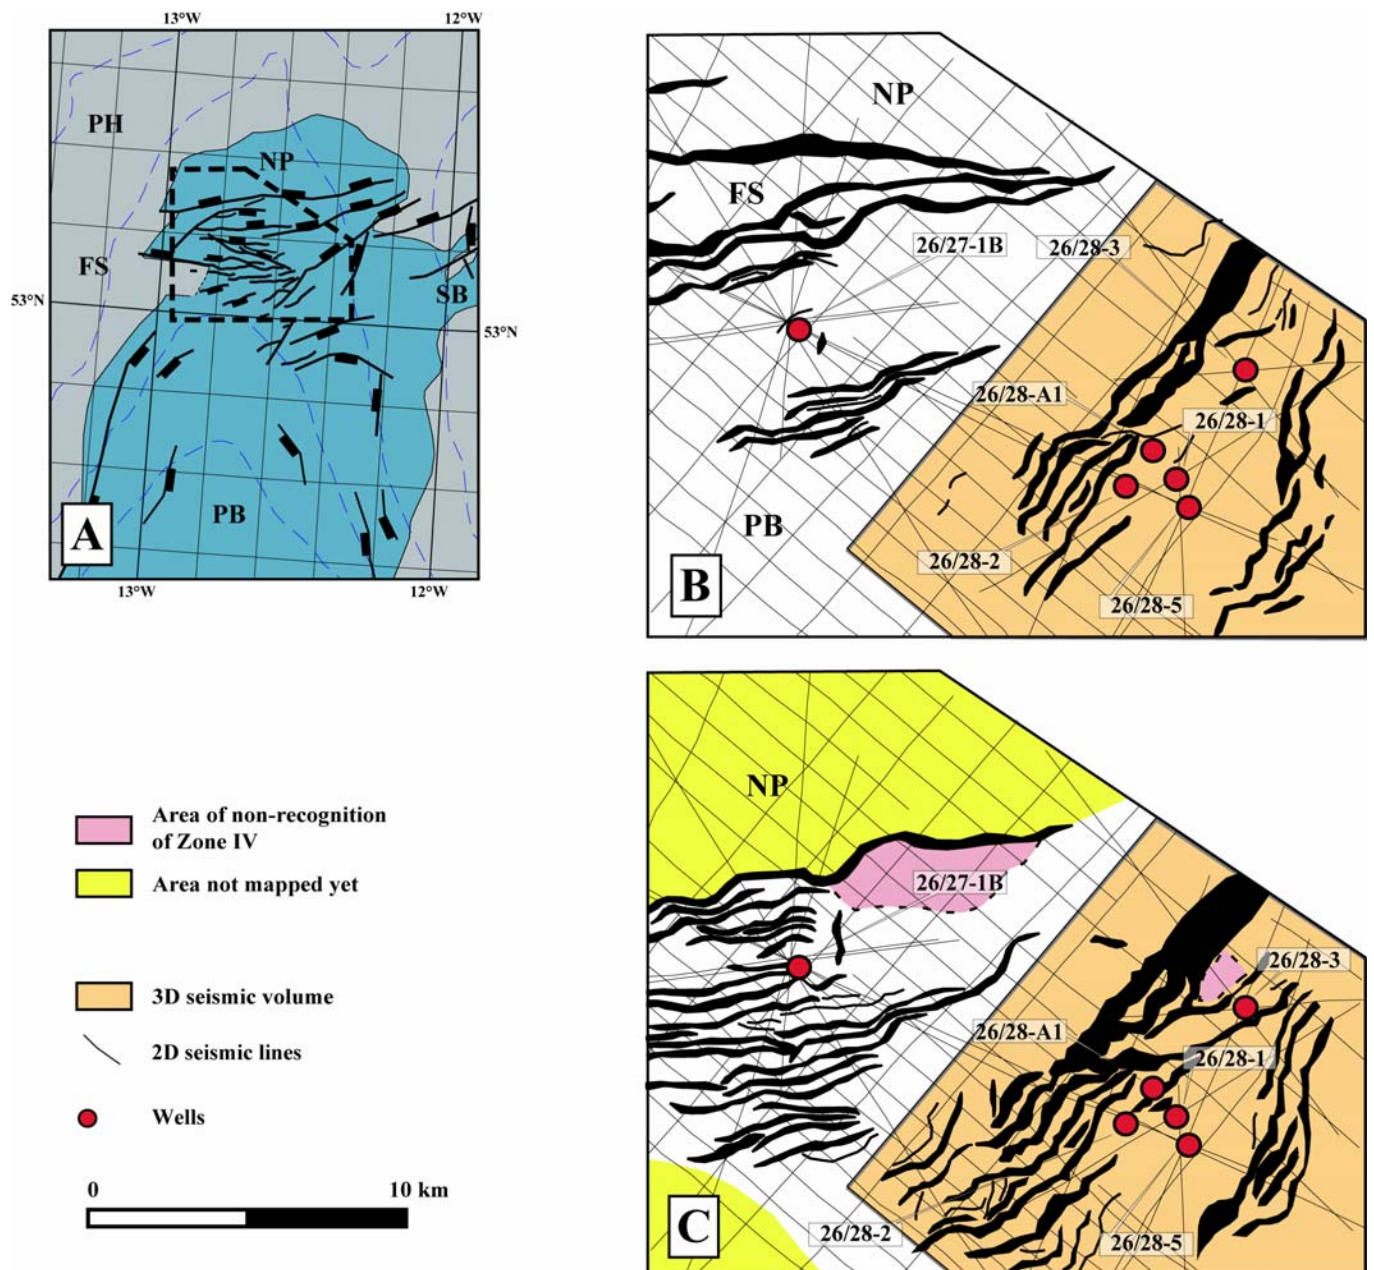 13°W
12°W
PH
NP
FS
53°N
SB
53°N
PB
A
13°W
12°W
NP
FS
26/27-1B
26/28-3
26/28-A1
26/28-1
PB
26/28-2
B
26/28-5
NP
26/27-1B
26/28-3
26/28-A1
26/28-1
C
26/28-2
26/28-5
Area of non-recognition
of Zone IV
Area not mapped yet
3D seismic volume
2D seismic lines
Wells
0
10 km